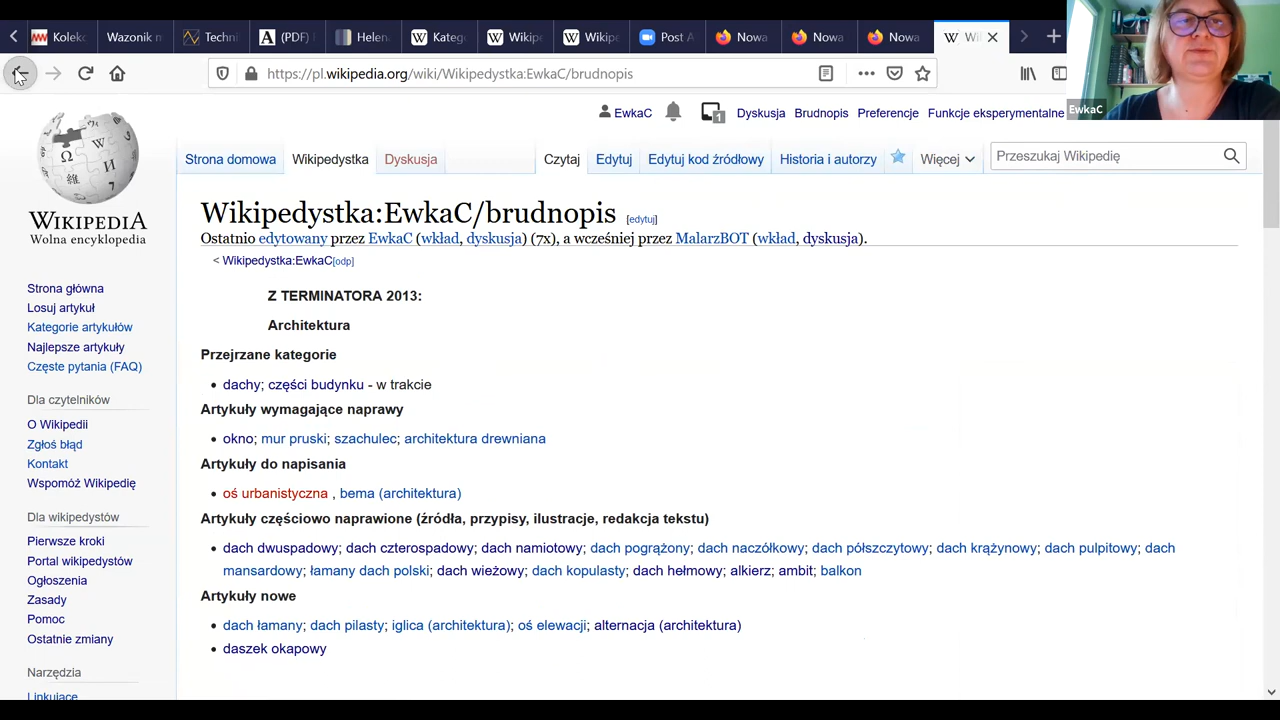 Kolek
Wazonik n
Techni
(PDF)
Helen
Kateg
Wikipe
Wikipe
Post A
Nowa
Nowa
Nowa
Wi
https://pl.wikipedia.org/wiki/Wikipedystka:EwkaC/brudnopis
EwkaC
EwkaC
1
Dyskusja
Brudnopis
Preferencje
Funkcje eksperymentalne
Strona domowa
Wikipedystka
Dyskusja
Czytaj
Edytuj
Edytuj kod źródłowy
Historia i autorzy
Więcej
Przeszukaj Wikipedię
WIKIPEDIA
Wolna encyklopedia
Strona główna
Losuj artykuł
Kategorie artykułów
Najlepsze artykuły
Częste pytania (FAQ)
Dla czytelników
O Wikipedii
Zgłoś błąd
Kontakt
Wspomóż Wikipedię
Dla wikipedystów
Pierwsze kroki
Portal wikipedystów
Ogłoszenia
Zasady
Pomoc
Ostatnie zmiany
Narzędzia
Linkujące
Wikipedystka:EwkaC/brudnopis [edytuj]
Ostatnio edytowany przez EwkaC (wkład, dyskusja) (7x), a wcześniej przez MalarzBOT (wkład, dyskusja).
< Wikipedystka:EwkaC[odp]
Z TERMINATORA 2013:
Architektura
Przejrzane kategorie
• dachy; części budynku - w trakcie
Artykuły wymagające naprawy
• okno; mur pruski; szachulec; architektura drewniana
Artykuły do napisania
• oś urbanistyczna , bema (architektura)
Artykuły częściowo naprawione (źródła, przypisy, ilustracje, redakcja tekstu)
• dach dwuspadowy; dach czterospadowy; dach namiotowy; dach pogrążony; dach naczółkowy; dach półszczytowy; dach krążynowy; dach pulpitowy; dach
mansardowy; łamany dach polski; dach wieżowy; dach kopulasty; dach hełmowy; alkierz; ambit; balkon
Artykuły nowe
• dach łamany; dach pilasty; iglica (architektura); oś elewacji; alternacja (architektura)
• daszek okapowy